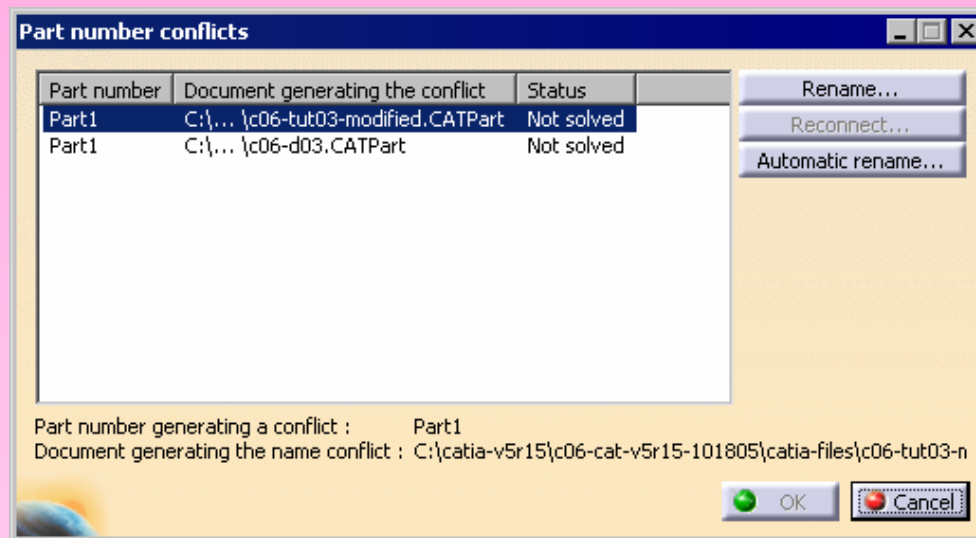 Part number conflicts
Part number Document generating the conflict Status
Part1 C:\... \c06-tut03-modified.CATPart Not solved
Part1 C:\... \c06-d03.CATPart Not solved
Rename...
Reconnect...
Automatic rename...
Part number generating a conflict : Part1
Document generating the name conflict : C:\catia-v5r15\c06-cat-v5r15-101805\catia-files\c06-tut03-n
OK Cancel